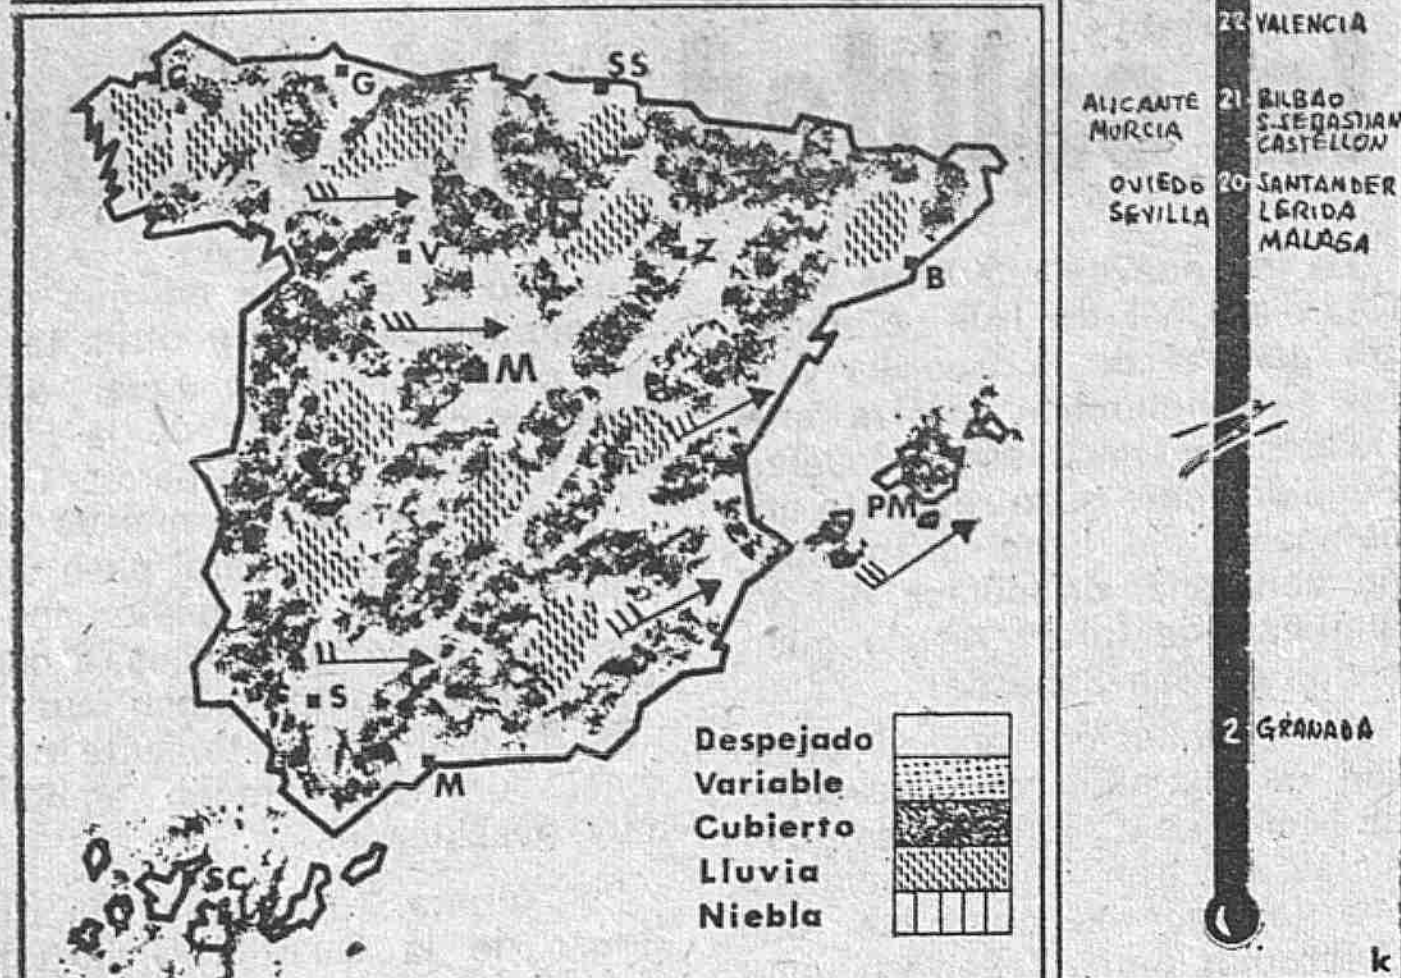 C
G
SS
V
Z
B
M
PM
S
M
SC
Despejado
Variable
Cubierto
Lluvia
Niebla
22 VALENCIA
ALICANTE 21 BILBAO
MURCIA S.SEBASTIAN
CASTELLON
OVIEDO 20 SANTANDER
SEVILLA LERIDA
MALAGA
2 GRANADA
k